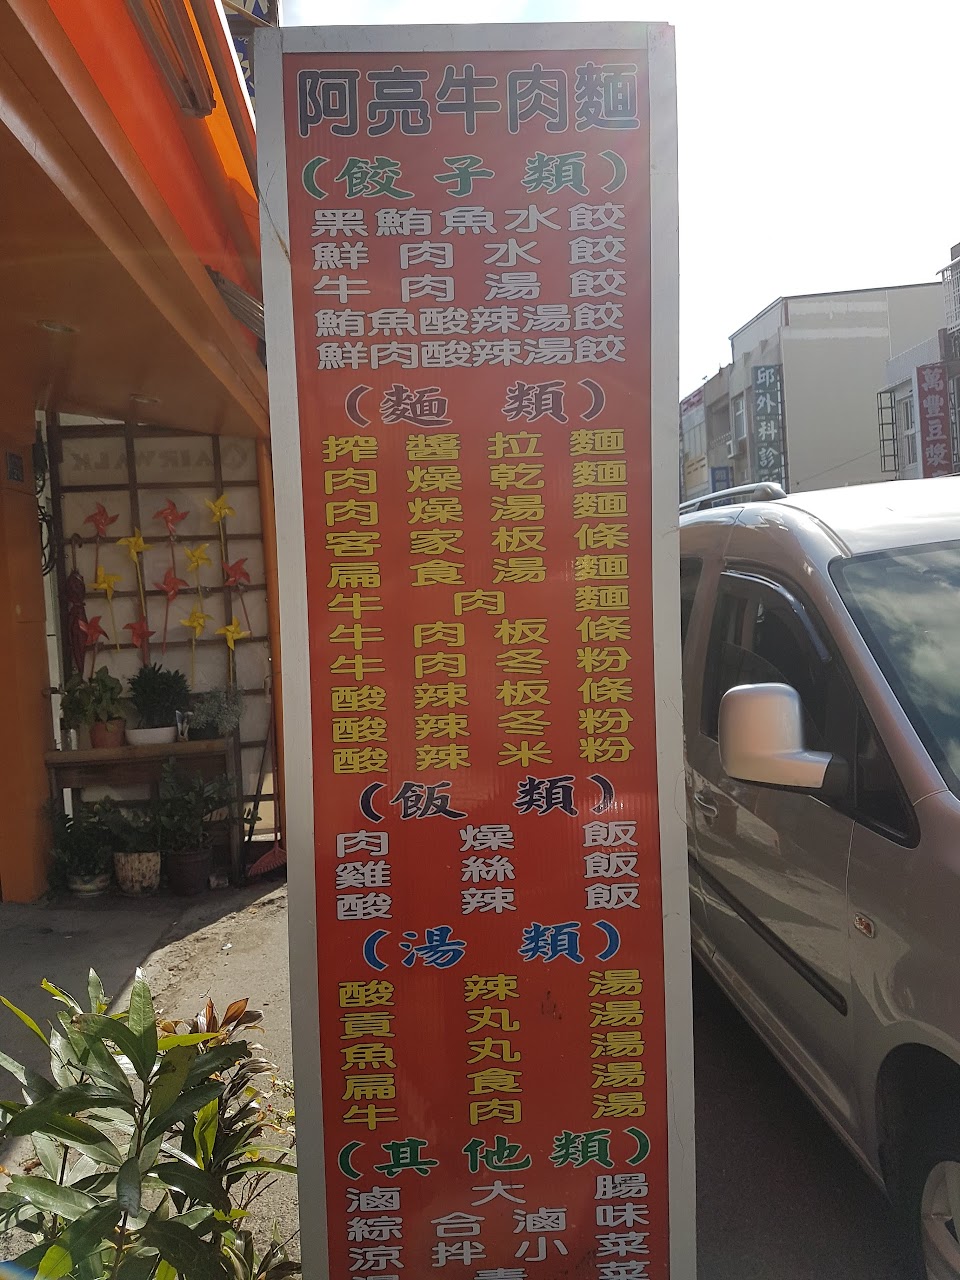 阿亮牛肉麵
(餃子類)
黑鮪魚水餃
鮮肉水餃
牛肉湯餃
鮪魚酸辣湯餃
鮮肉酸辣湯餃
(麵類)
搾醬拉麵
肉燥乾麵
肉燥湯麵
客家板條
扁食湯麵
牛肉麵
牛肉板條
牛肉冬粉
酸辣板條
酸辣冬粉
酸辣米粉
(飯類)
肉燥飯
雞絲飯
酸辣飯
(湯類)
酸辣湯
貢丸湯
魚丸湯
扁食湯
牛肉湯
(其他類)
滷大腸
綜合滷味
涼拌小菜
邱外科診
萬豐豆漿
AIRWALK